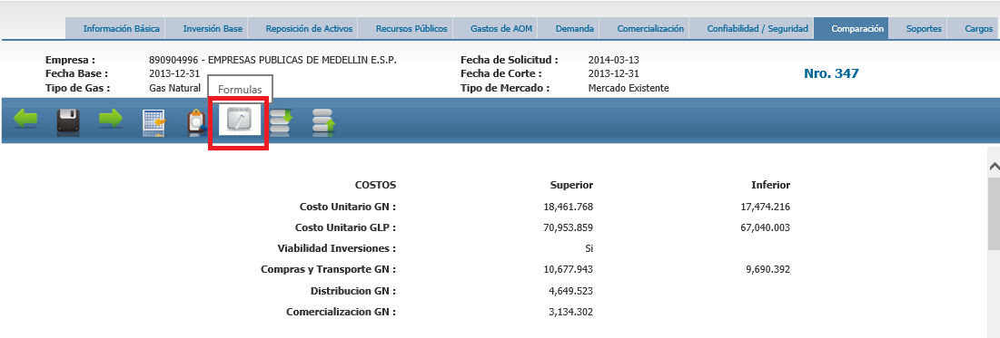 Información Básica Inversión Base Reposición de Activos Recursos Públicos Gastos de AOM Demanda Comercialización Confiabilidad / Seguridad Comparación Soportes Cargos
Empresa : 890904996 - EMPRESAS PUBLICAS DE MEDELLIN E.S.P. Fecha de Solicitud : 2014-03-13
Fecha Base : 2013-12-31 Fecha de Corte : 2013-12-31 Nro. 347
Tipo de Gas : Gas Natural Tipo de Mercado : Mercado Existente
Formulas
COSTOS Superior Inferior
Costo Unitario GN : 18,461.768 17,474.216
Costo Unitario GLP : 70,953.859 67,040.003
Viabilidad Inversiones : Si
Compras y Transporte GN : 10,677.943 9,690.392
Distribucion GN : 4,649.523
Comercializacion GN : 3,134.302